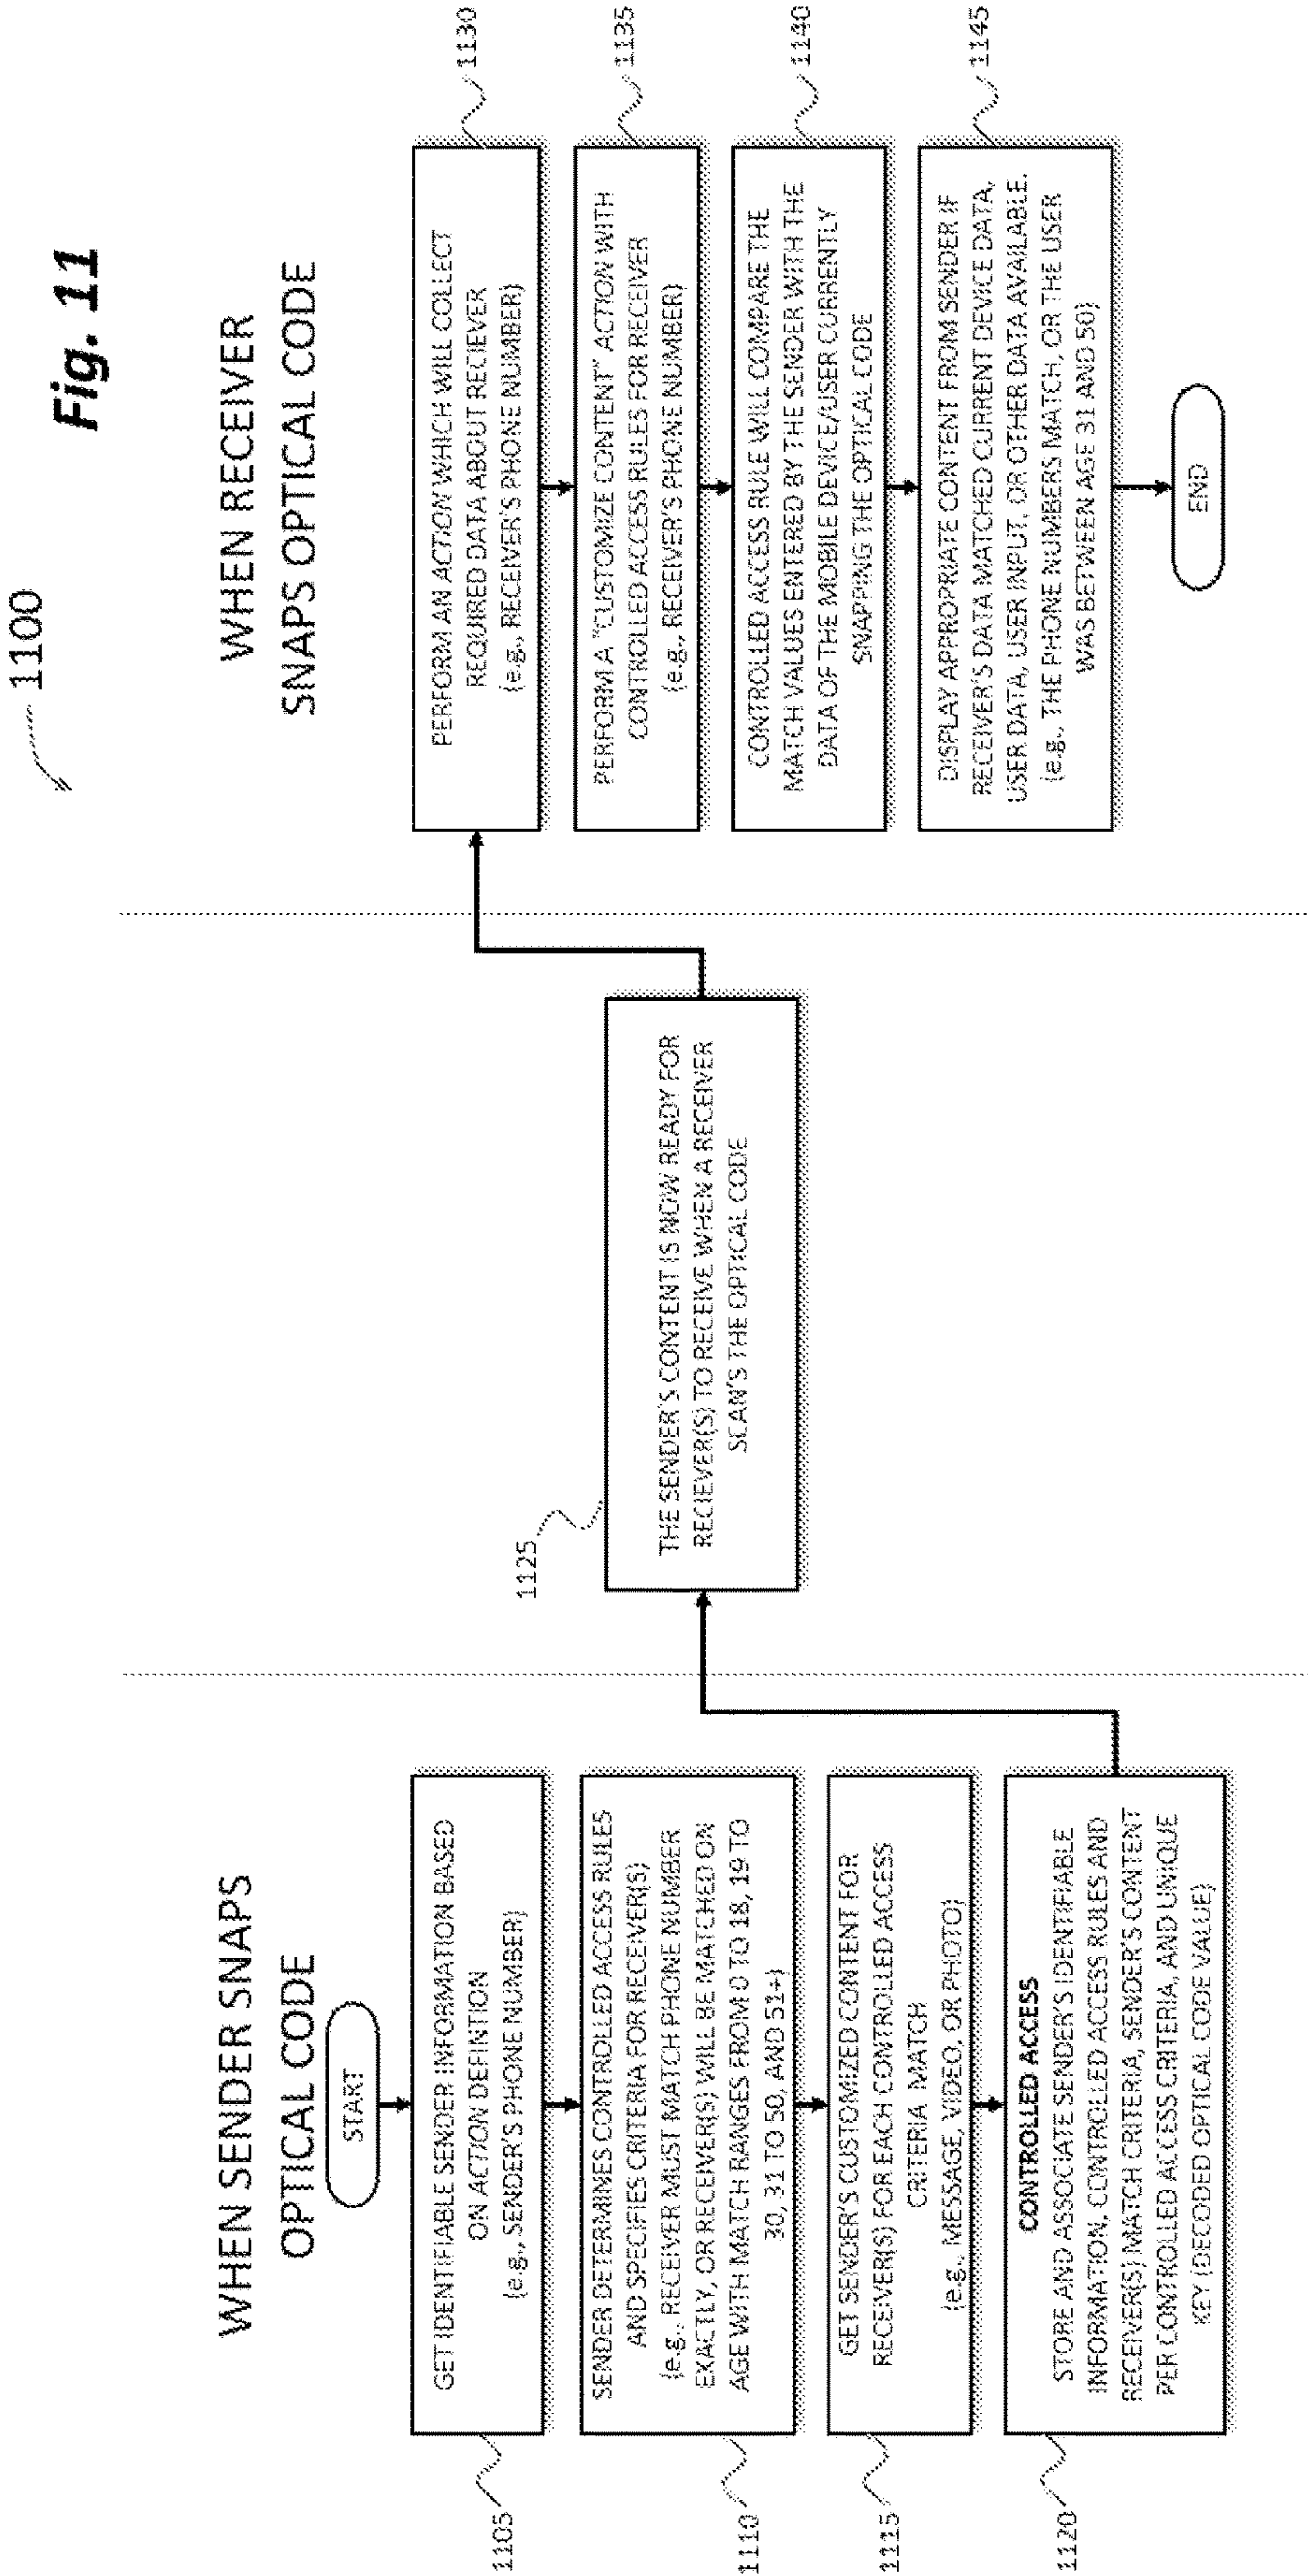 1100
Fig. 11
WHEN SENDER SNAPS
OPTICAL CODE
START
GET IDENTIFIABLE SENDER INFORMATION BASED
ON ACTION DEFINTION
(e.g., SENDER'S PHONE NUMBER)
1105
SENDER DETERMINES CONTROLLED ACCESS RULES
AND SPECIFIES CRITERIA FOR RECEIVER(S)
(e.g., RECEIVER MUST MATCH PHONE NUMBER
EXACTLY, OR RECEIVER(S) WILL BE MATCHED ON
AGE WITH MATCH RANGES FROM 0 TO 18, 19 TO
30, 31 TO 50, AND 51+)
1110
GET SENDER'S CUSTOMIZED CONTENT FOR
RECEIVER(S) FOR EACH CONTROLLED ACCESS
CRITERIA MATCH
(e.g., MESSAGE, VIDEO, OR PHOTO)
1115
CONTROLLED ACCESS
STORE AND ASSOCIATE SENDER'S IDENTIFIABLE
INFORMATION, CONTROLLED ACCESS RULES AND
RECEIVER(S) MATCH CRITERIA, SENDER'S CONTENT
PER CONTROLLED ACCESS CRITERIA, AND UNIQUE
KEY (DECODED OPTICAL CODE VALUE)
1120
1125
THE SENDER'S CONTENT IS NOW READY FOR
RECIEVER(S) TO RECEIVE WHEN A RECEIVER
SCAN'S THE OPTICAL CODE
WHEN RECEIVER
SNAPS OPTICAL CODE
PERFORM AN ACTION WHICH WILL COLLECT
REQUIRED DATA ABOUT RECIEVER
(e.g., RECEIVER'S PHONE NUMBER)
1130
PERFORM A "CUSTOMIZE CONTENT" ACTION WITH
CONTROLLED ACCESS RULES FOR RECEIVER
(e.g., RECEIVER'S PHONE NUMBER)
1135
CONTROLLED ACCESS RULE WILL COMPARE THE
MATCH VALUES ENTERED BY THE SENDER WITH THE
DATA OF THE MOBILE DEVICE/USER CURRENTLY
SNAPPING THE OPTICAL CODE
1140
DISPLAY APPROPRIATE CONTENT FROM SENDER IF
RECEIVER'S DATA MATCHED CURRENT DEVICE DATA,
USER DATA, USER INPUT, OR OTHER DATA AVAILABLE.
(e.g., THE PHONE NUMBERS MATCH, OR THE USER
WAS BETWEEN AGE 31 AND 50)
1145
END